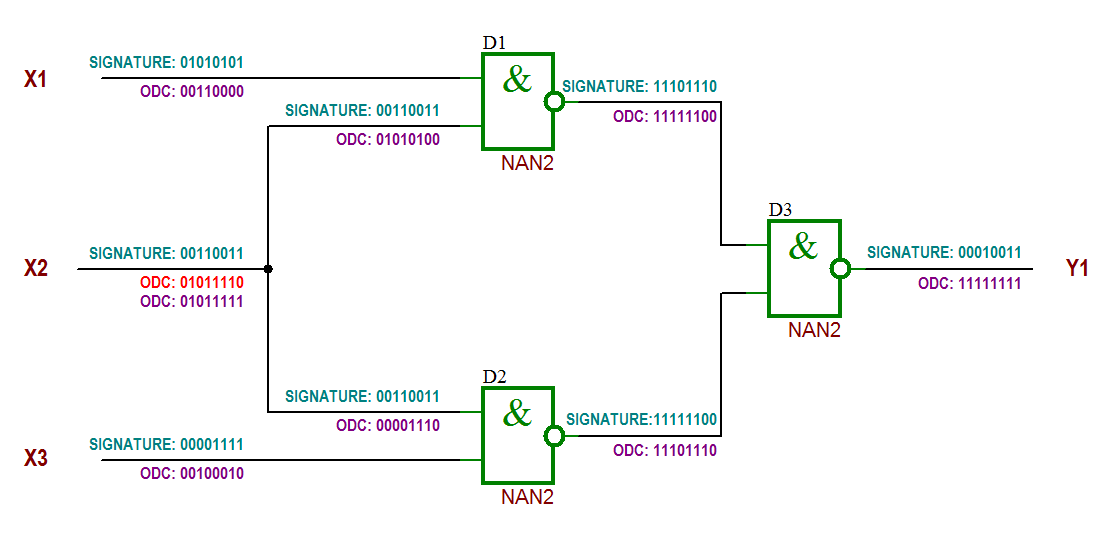 D1
SIGNATURE: 01010101
X1
ODC: 00110000
&
SIGNATURE: 11101110
SIGNATURE: 00110011
ODC: 11111100
ODC: 01010100
NAN2
D3
SIGNATURE: 00110011
X2
ODC: 01011110
ODC: 01011111
&
SIGNATURE: 00010011
Y1
ODC: 11111111
NAN2
D2
SIGNATURE: 00110011
&
SIGNATURE:11111100
ODC: 00001110
SIGNATURE: 00001111
X3
ODC: 00100010
ODC: 11101110
NAN2